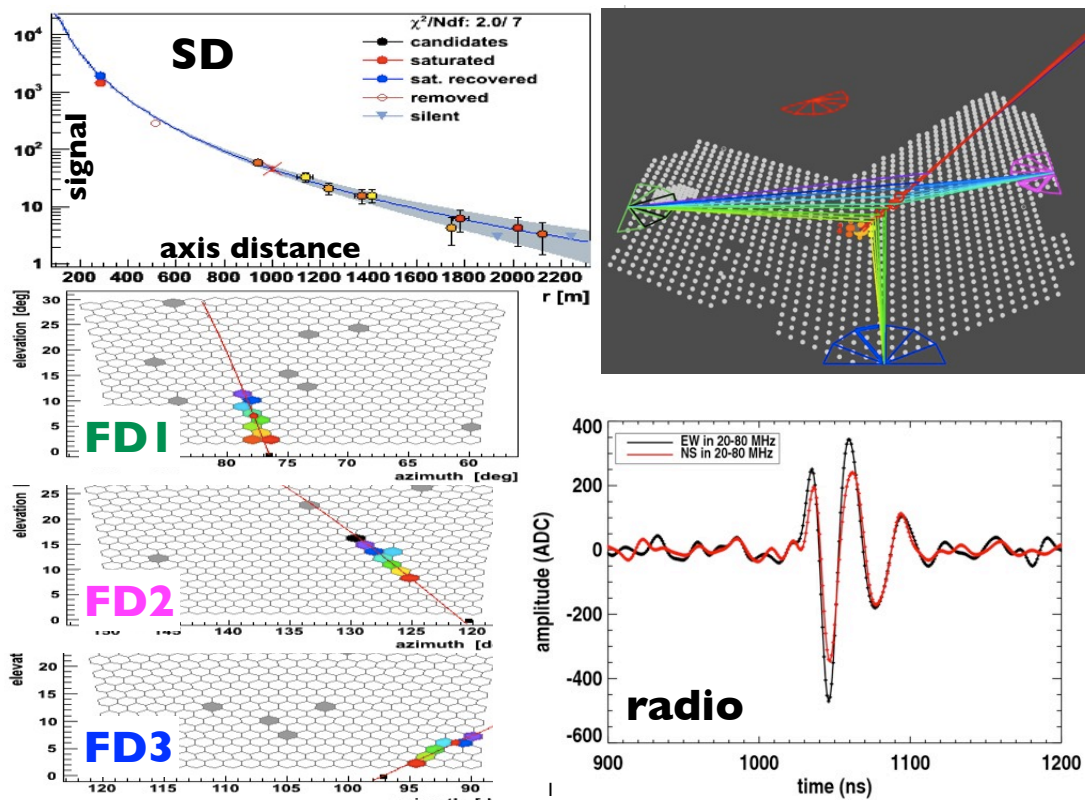 SD
χ²/Ndf: 2.0/ 7
candidates
saturated
sat. recovered
removed
silent
signal
10⁴
10³
10²
10
1
axis distance
200 400 600 800 1000 1200 1400 1600 1800 2000 2200
r [m]
elevation [deg]
30
25
20
15
10
5
0
FD1
80 75 70 65 60
azimuth [deg]
elevation
25
20
15
10
5
0
FD2
140 135 130 125 120
azimuth [de
elevat
20
15
10
5
0
FD3
120 115 110 105 100 95 90
400
200
0
-200
-400
-600
amplitude (ADC)
EW in 20-80 MHz
NS in 20-80 MHz
radio
900 1000 1100 1200
time (ns)